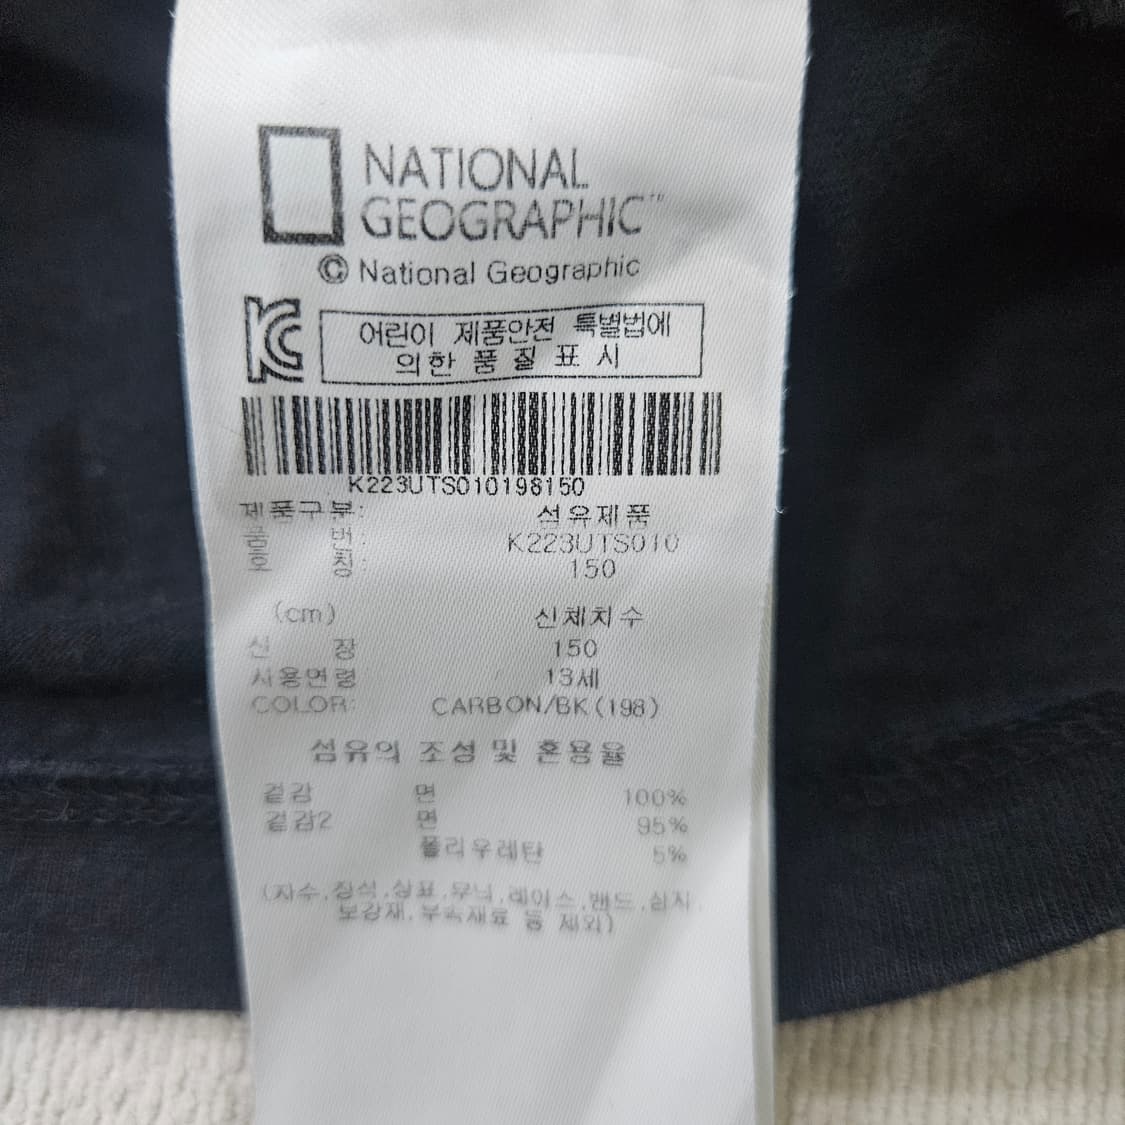 NATIONAL
GEOGRAPHIC™
© National Geographic
KC
어린이 제품안전 특별법에
의한 품 질 표 시
K223UTS010198150
제품구분: 섬유제품
품 번: K223UTS010
호 칭: 150
(cm) 신체치수
신 장 150
사용연령 13세
COLOR: CARBON/BK(198)
섬유의 조성 및 혼용율
겉감 면 100%
겉감2 면 95%
폴리우레탄 5%
(자수,장식,상표,무늬,레이스,밴드,심지,
보강재,부속재료 등 제외)